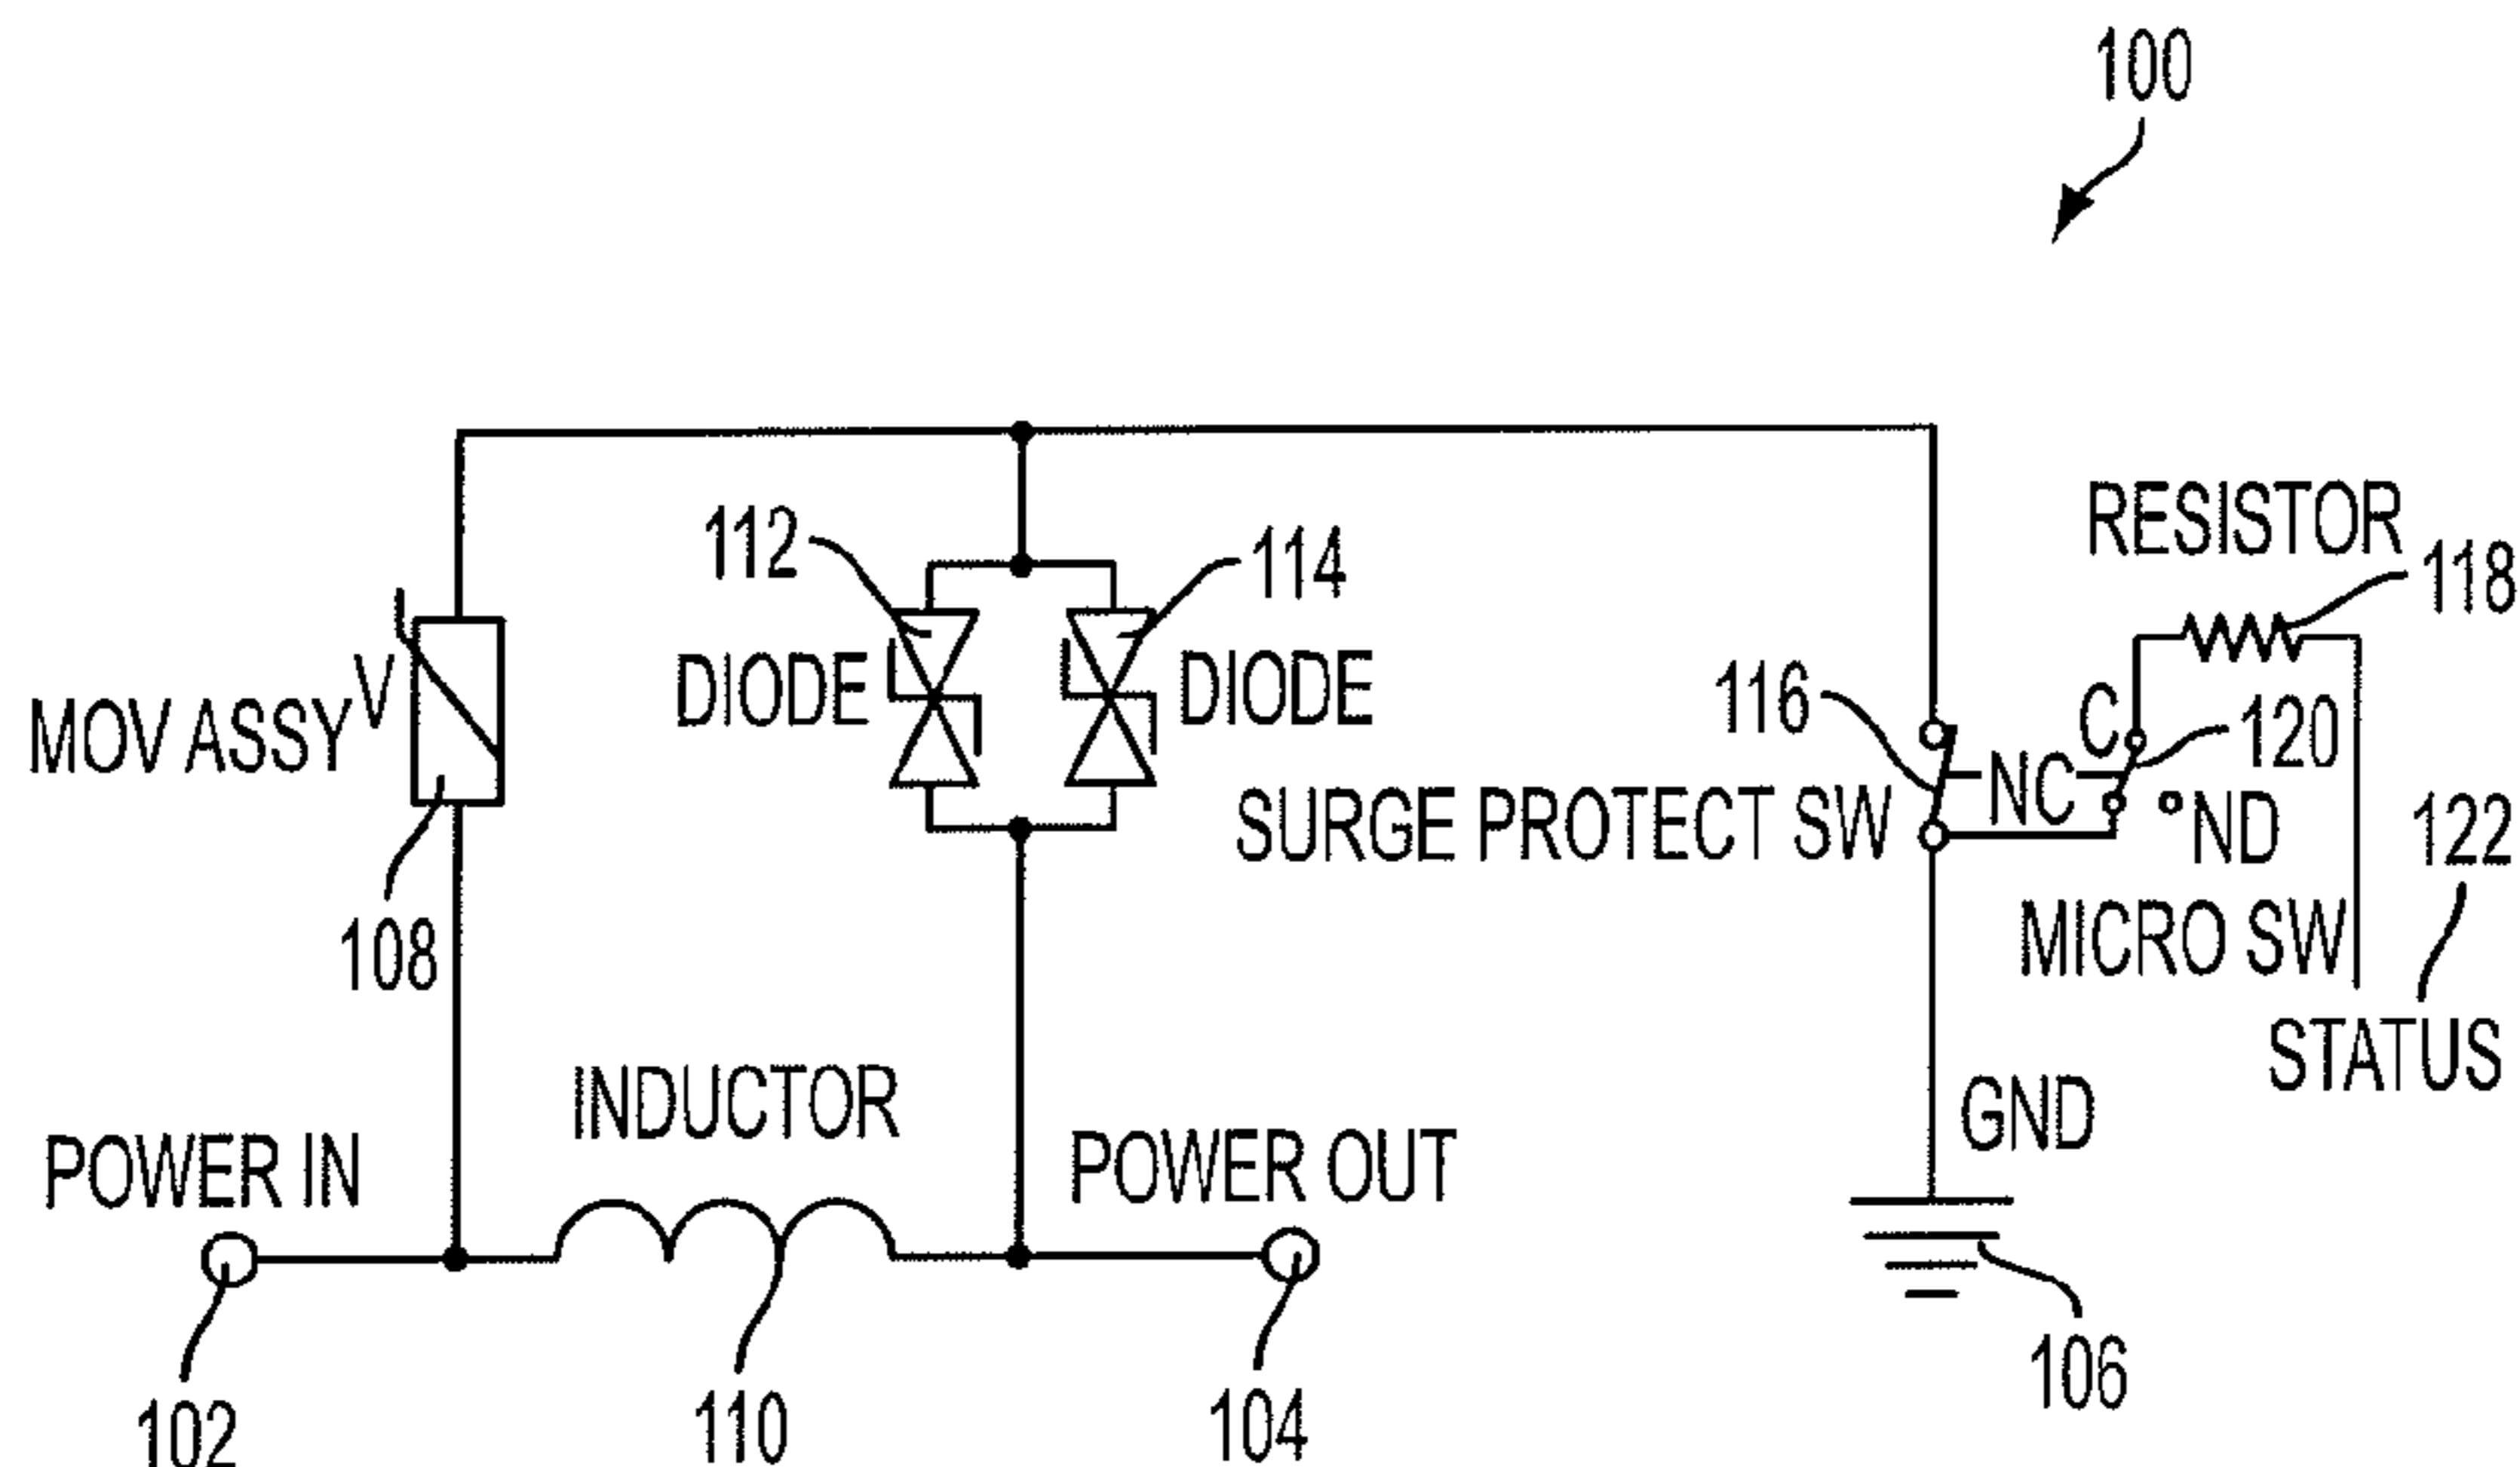 100
112
114
RESISTOR
118
MOV ASSY
V
DIODE
DIODE
116
C
120
NC
SURGE PROTECT SW
ND
122
108
MICRO SW
STATUS
INDUCTOR
GND
POWER IN
POWER OUT
102
110
104
106